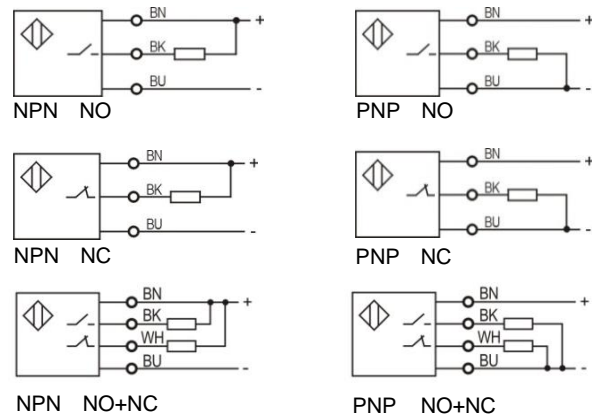 BN +
BK
BU -
NPN NO
BN +
BK
BU -
PNP NO
BN +
BK
BU -
NPN NC
BN +
BK
BU -
PNP NC
BN +
BK
WH
BU -
NPN NO+NC
BN +
BK
WH
BU -
PNP NO+NC